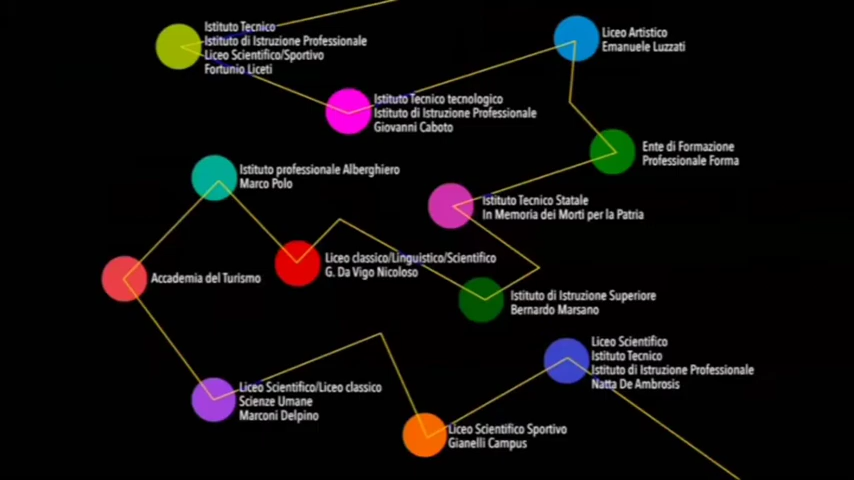 Istituto Tecnico
Istituto di Istruzione Professionale
Liceo Scientifico/Sportivo
Fortunio Liceti
Liceo Artistico
Emanuele Luzzati
Istituto Tecnico tecnologico
Istituto di Istruzione Professionale
Giovanni Caboto
Ente di Formazione
Professionale Forma
Istituto professionale Alberghiero
Marco Polo
Istituto Tecnico Statale
In Memoria dei Morti per la Patria
Liceo classico/Linguistico/Scientifico
G. Da Vigo Nicoloso
Accademia del Turismo
Istituto di Istruzione Superiore
Bernardo Marsano
Liceo Scientifico
Istituto Tecnico
Istituto di Istruzione Professionale
Natta De Ambrosis
Liceo Scientifico/Liceo classico
Scienze Umane
Marconi Delpino
Liceo Scientifico Sportivo
Gianelli Campus